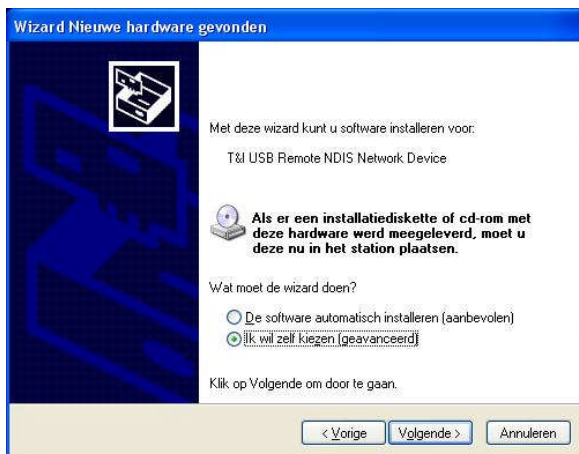 Wizard Nieuwe hardware gevonden
Met deze wizard kunt u software installeren voor:
T&I USB Remote NDIS Network Device
Als er een installatiediskette of cd-rom met
deze hardware werd meegeleverd, moet u
deze nu in het station plaatsen.
Wat moet de wizard doen?
De software automatisch installeren (aanbevolen)
Ik wil zelf kiezen (geavanceerd)
Klik op Volgende om door te gaan.
< Vorige Volgende > Annuleren